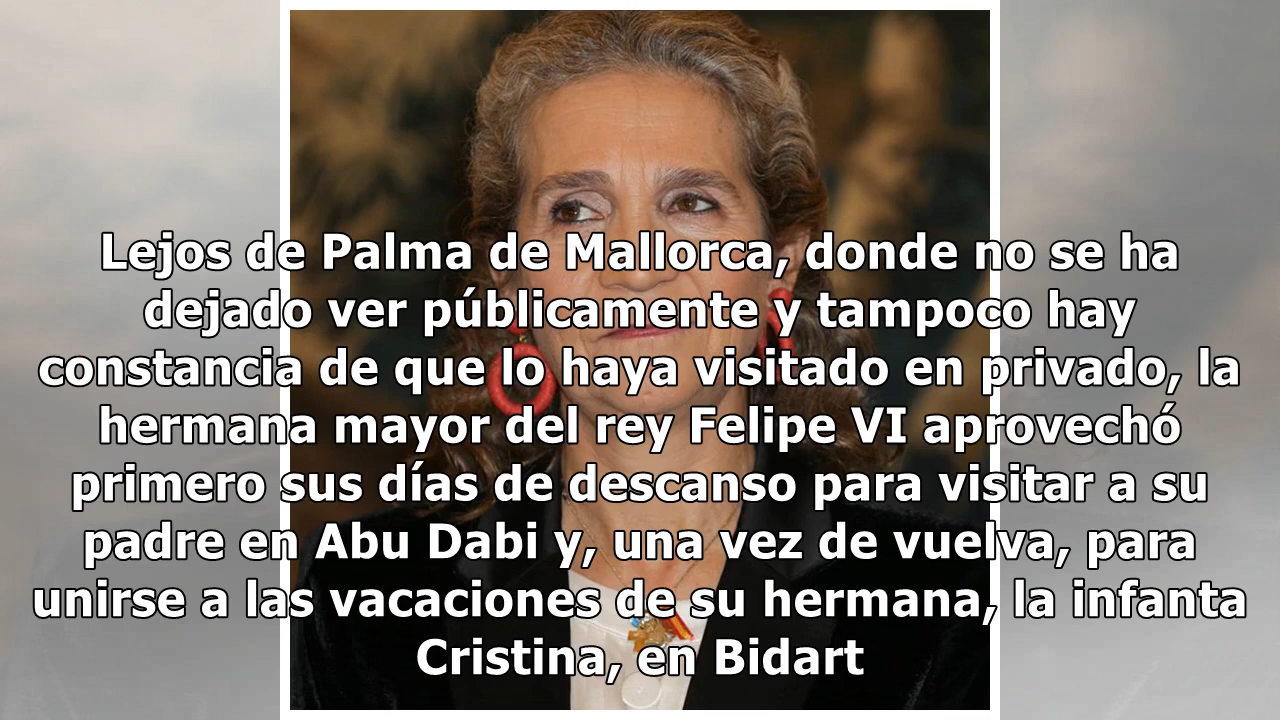 Lejos de Palma de Mallorca, donde no se ha
dejado ver públicamente y tampoco hay
constancia de que lo haya visitado en privado, la
hermana mayor del rey Felipe VI aprovechó
primero sus días de descanso para visitar a su
padre en Abu Dabi y, una vez de vuelva, para
unirse a las vacaciones de su hermana, la infanta
Cristina, en Bidart